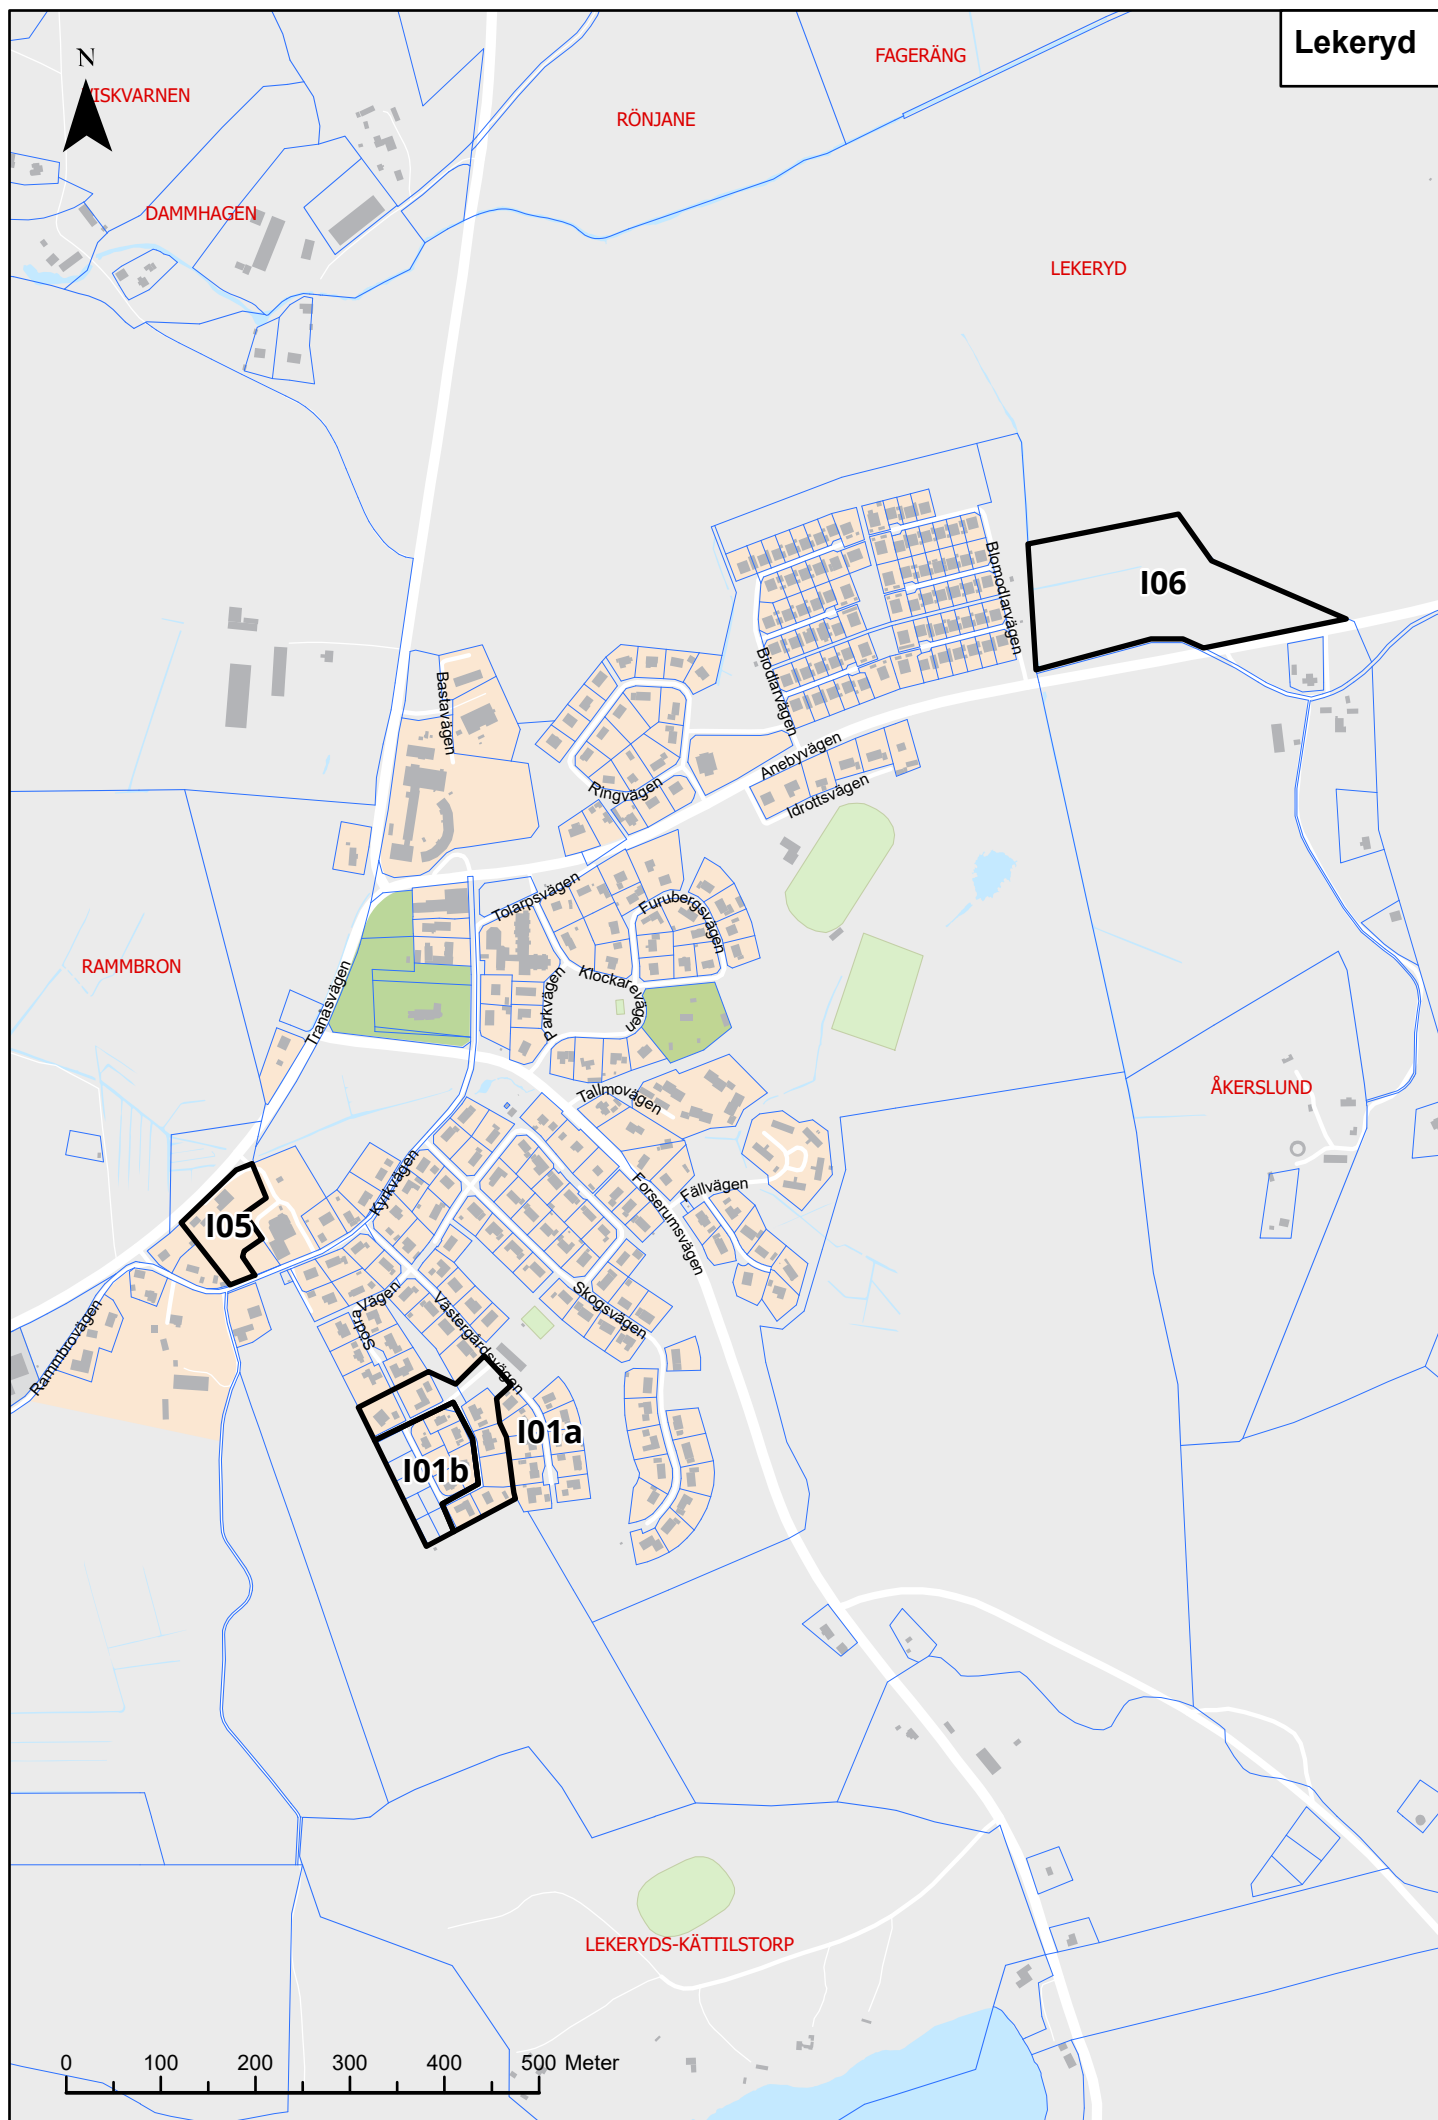 Lekeryd
N
FAGERÄNG
RÖNJANE
DAMMHAGEN
LEKERYD
I06
Blomodlarvägen
Biodlarvägen
Bastavägen
Anebyvägen
Ringvägen
Idrottsvägen
Tolarpsvägen
Furubergsvägen
RAMMBRON
Tranåsvägen
Klockarevägen
Parkvägen
Tallmovägen
ÅKERSLUND
Kyrkvägen
Fällvägen
Forserumsvägen
I05
Skogsvägen
Södra Vägen
Västergårdsvägen
Rammbrovägen
I01a
I01b
LEKERYDS-KÄTTILSTORP
0 100 200 300 400 500 Meter